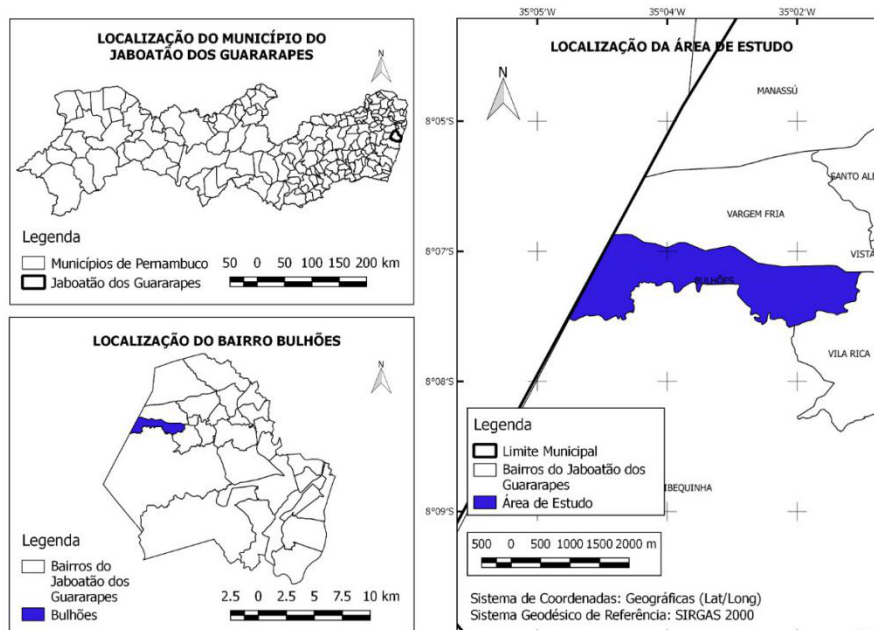 LOCALIZAÇÃO DO MUNICÍPIO DO
JABOATÃO DOS GUARARAPES
N
Legenda
Municípios de Pernambuco
Jaboatão dos Guararapes
50 0 50 100 150 200 km
LOCALIZAÇÃO DO BAIRRO BULHÕES
N
Legenda
Bairros do
Jaboatão dos
Guararapes
Bulhões
2.5 0 2.5 5 7.5 10 km
35°05'W 35°04'W 35°02'W
LOCALIZAÇÃO DA ÁREA DE ESTUDO
N
MANASSÚ
8°05'S
SANTO ALE
VARGEM FRIA
8°07'S
VISTA
BULHÕES
VILA RICA
8°08'S
Legenda
Limite Municipal
Bairros do Jaboatão dos
Guararapes
Área de Estudo
IBEQUINHA
8°09'S
500 0 500 1000 1500 2000 m
Sistema de Coordenadas: Geográficas (Lat/Long)
Sistema Geodésico de Referência: SIRGAS 2000